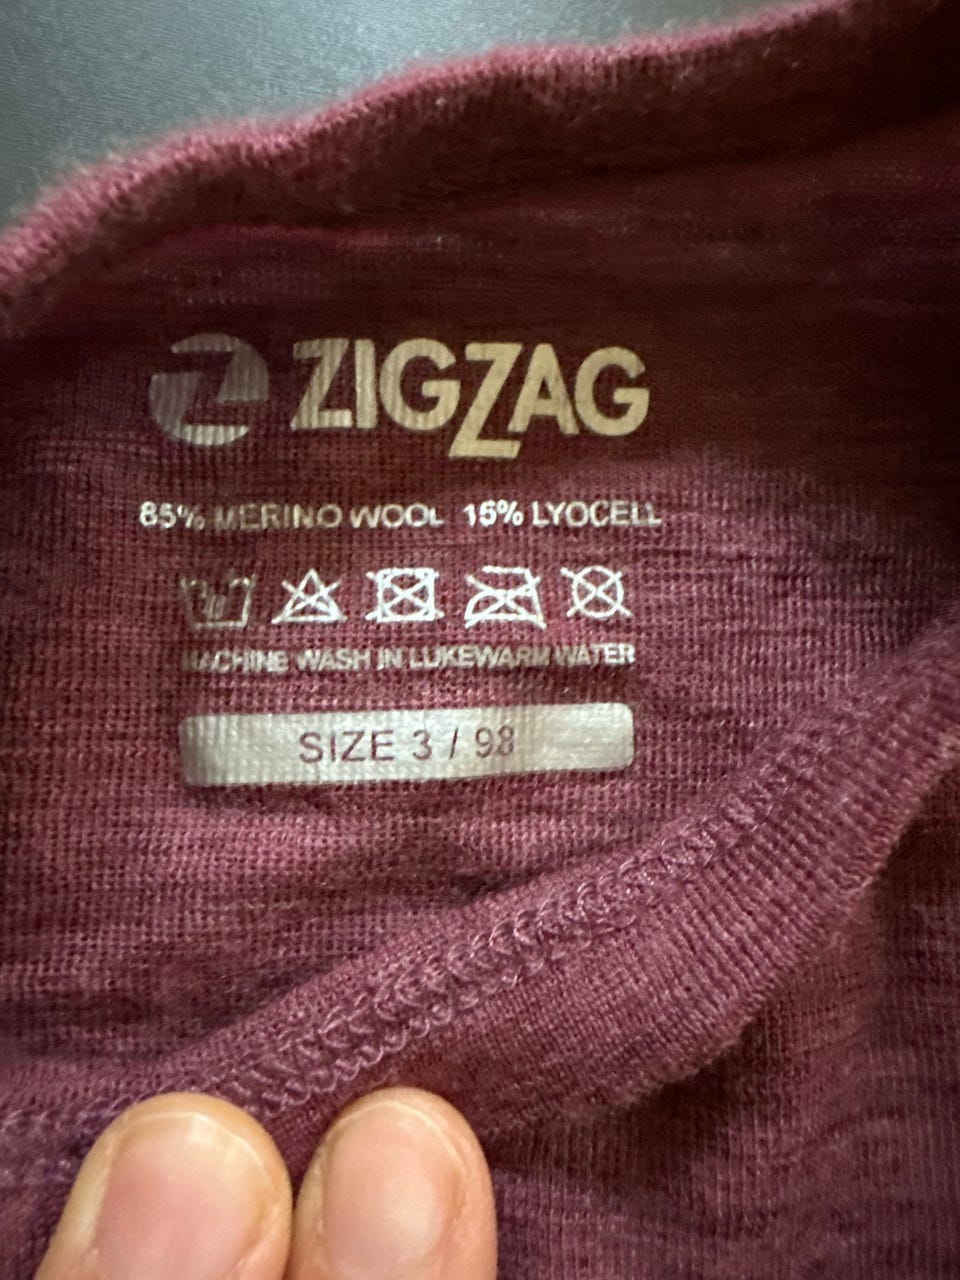 Z ZIGZAG
85% MERINO WOOL 15% LYOCELL
MACHINE WASH IN LUKEWARM WATER
SIZE 3 / 98